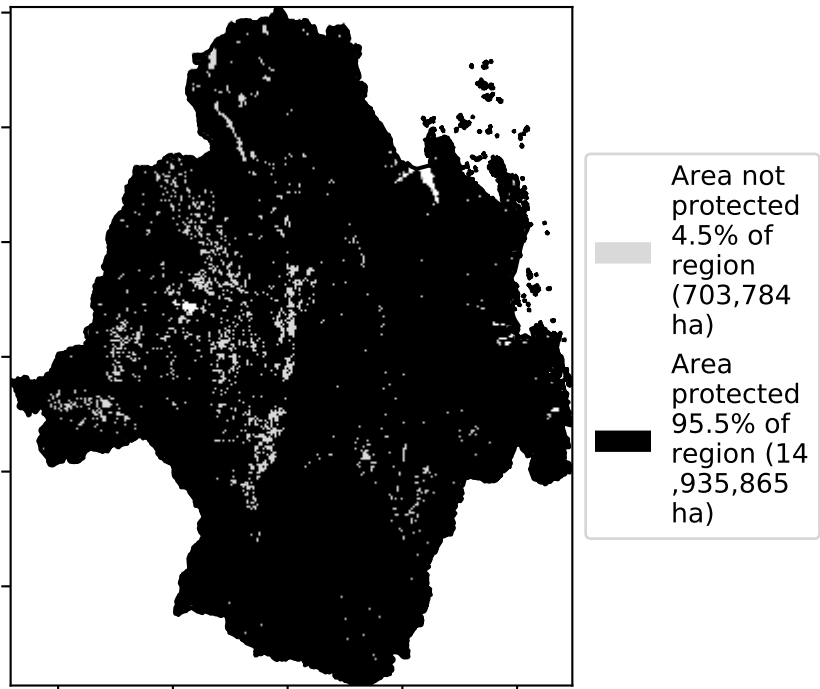 Area not
protected
4.5% of
region
(703,784
ha)
Area
protected
95.5% of
region (14
,935,865
ha)